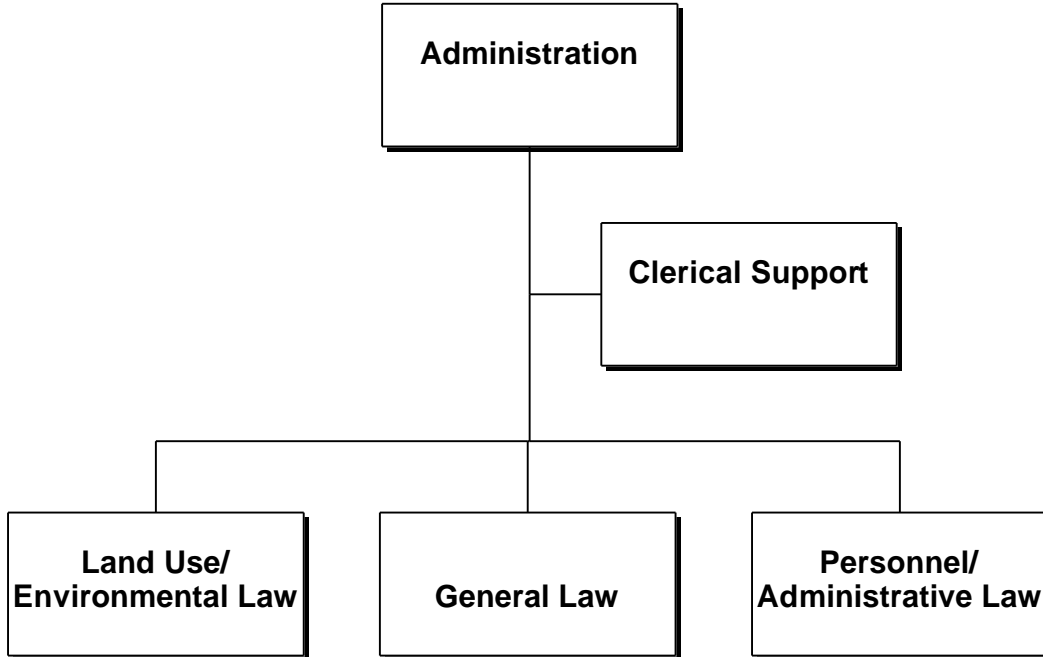 Administration
Clerical Support
Land Use/
Environmental Law
General Law
Personnel/
Administrative Law